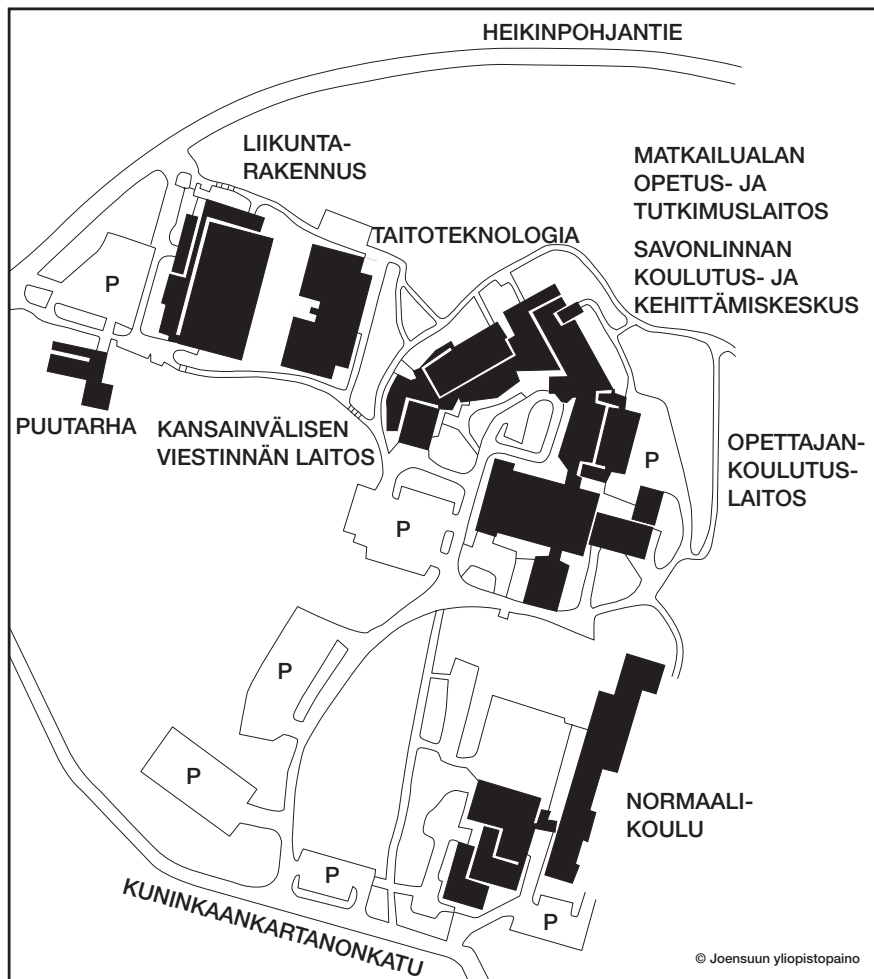 HEIKINPOHJANTIE
LIIKUNTA-
RAKENNUS
MATKAILUALAN
OPETUS- JA
TUTKIMUSLAITOS
TAITOTEKNOLOGIA
SAVONLINNAN
KOULUTUS- JA
KEHITTÄMISKESKUS
P
PUUTARHA
KANSAINVÄLISEN
VIESTINNÄN LAITOS
OPETTAJAN-
KOULUTUS-
LAITOS
P
P
P
P
NORMAALI-
KOULU
P
P
KUNINKAANKARTANONKATU
© Joensuun yliopistopaino